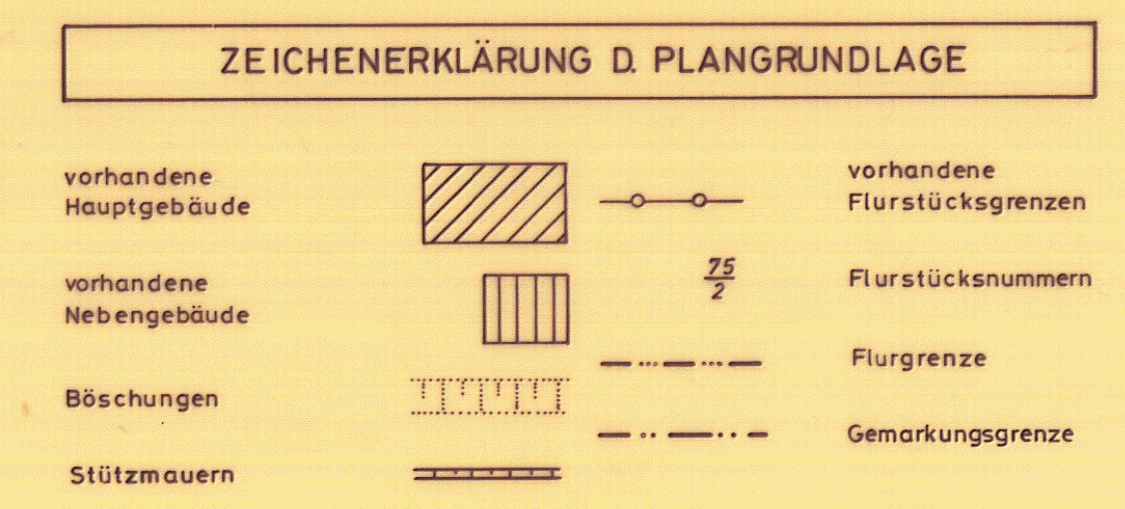 ZEICHENERKLÄRUNG D. PLANGRUNDLAGE
vorhandene
Hauptgebäude
vorhandene
Nebengebäude
Böschungen
Stützmauern
vorhandene
Flurstücksgrenzen
75
2
Flurstücksnummern
Flurgrenze
Gemarkungsgrenze